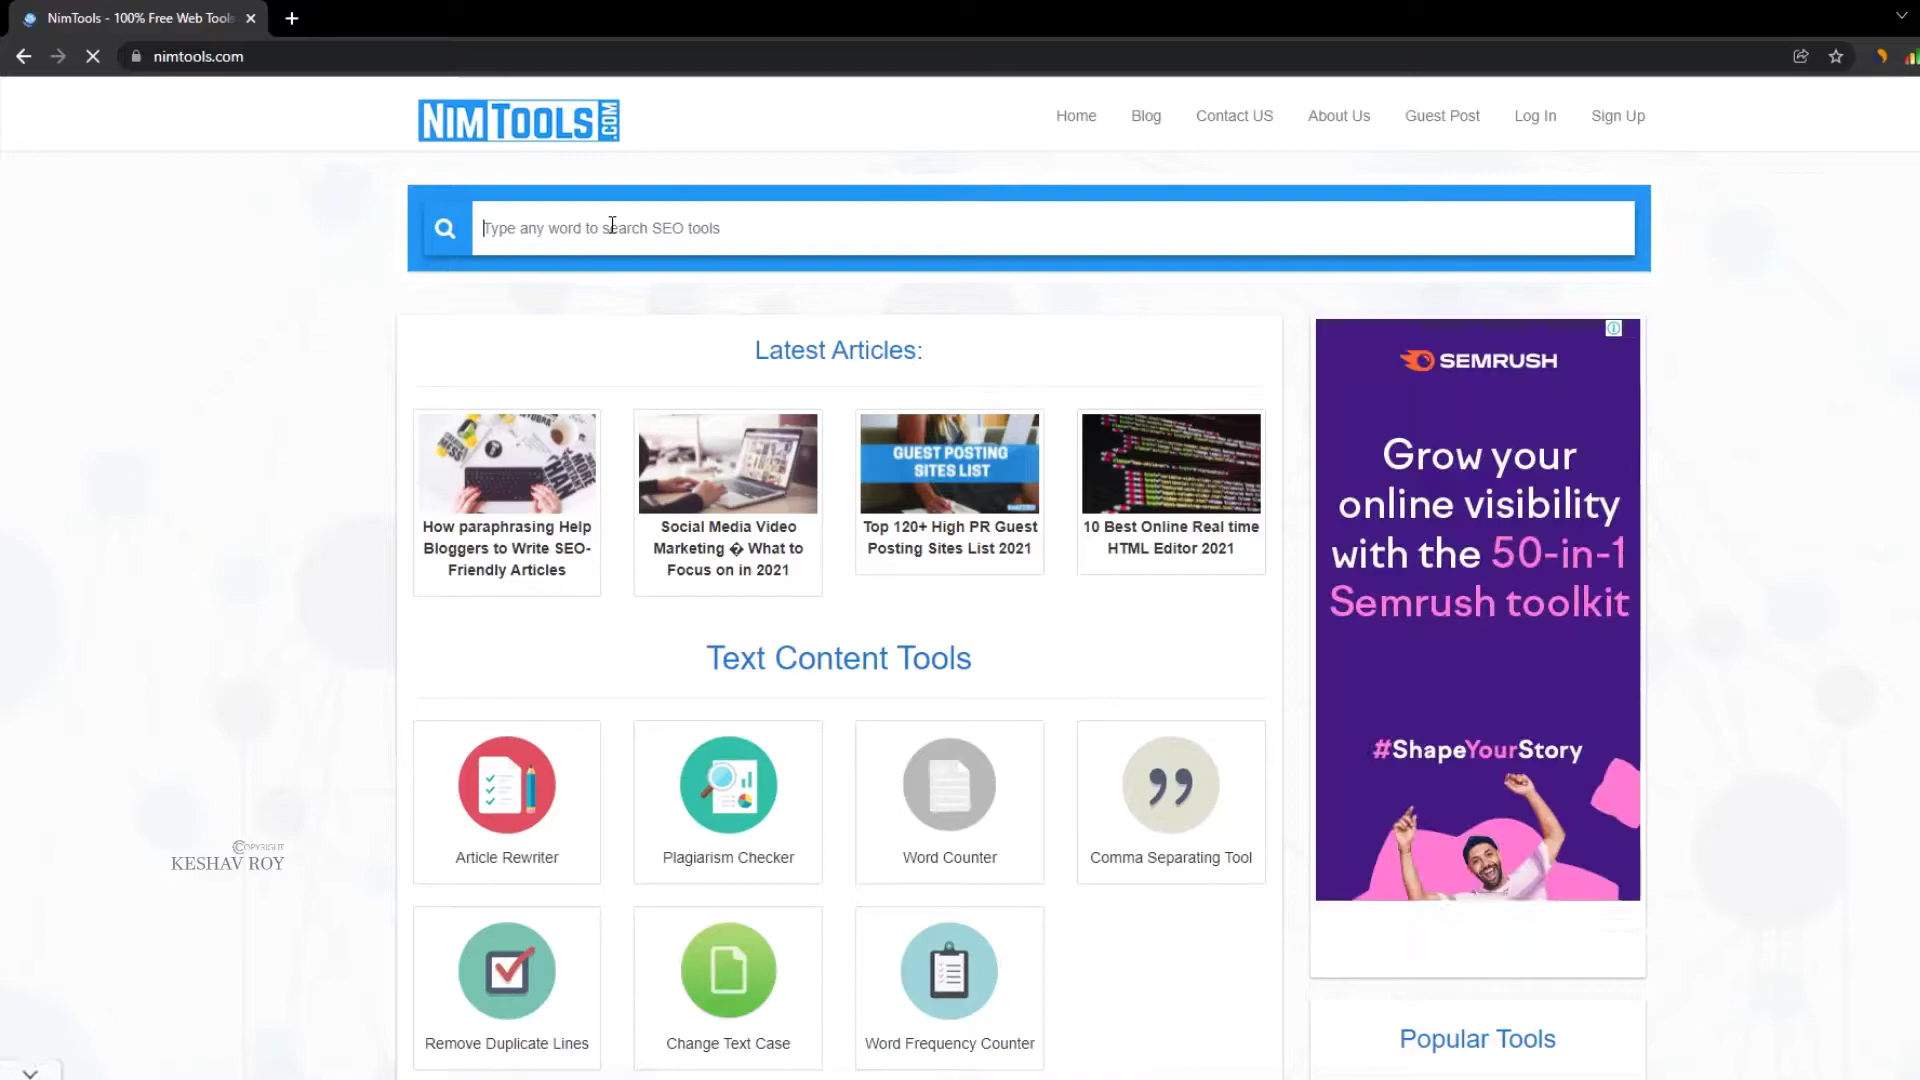 NimTools - 100% Free Web Tools
nimtools.com
NIMTOOLS.COM
Home Blog Contact US About Us Guest Post Log In Sign Up
Type any word to search SEO tools
Latest Articles:
GUEST POSTING
SITES LIST
How paraphrasing Help
Bloggers to Write SEO-
Friendly Articles
Social Media Video
Marketing � What to
Focus on in 2021
Top 120+ High PR Guest
Posting Sites List 2021
10 Best Online Real time
HTML Editor 2021
SEMRUSH
Grow your
online visibility
with the 50-in-1
Semrush toolkit
#ShapeYourStory
Text Content Tools
Article Rewriter
Plagiarism Checker
Word Counter
Comma Separating Tool
Remove Duplicate Lines
Change Text Case
Word Frequency Counter
Popular Tools
© COPYRIGHT
KESHAV ROY